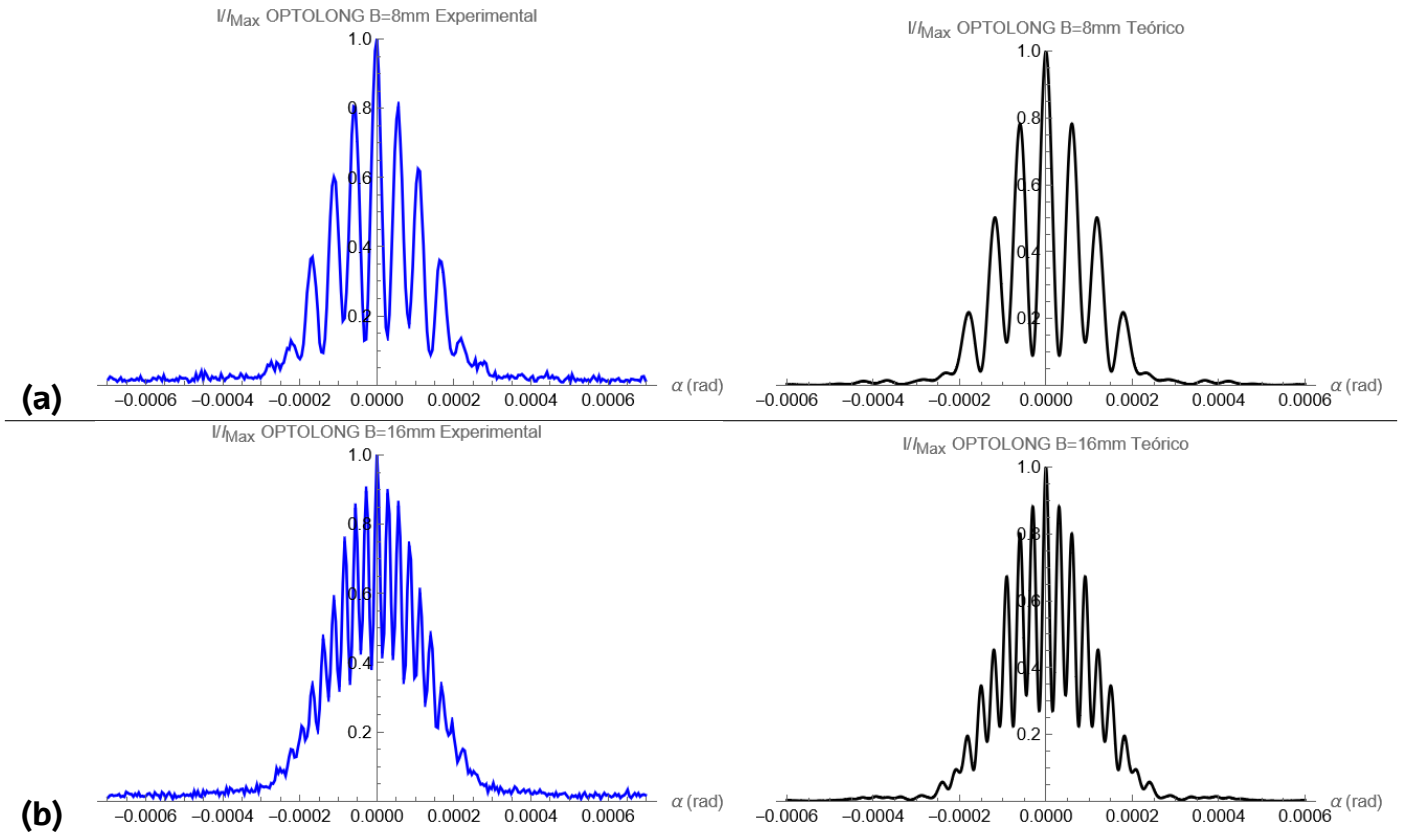 I/I_Max OPTOLONG B=8mm Experimental
1.0
0.8
0.6
0.4
0.2
−0.0006 −0.0004 −0.0002 0.0000 0.0002 0.0004 0.0006
α (rad)
I/I_Max OPTOLONG B=8mm Teórico
1.0
0.8
0.6
0.4
0.2
−0.0006 −0.0004 −0.0002 0.0000 0.0002 0.0004 0.0006
α (rad)
(a)
I/I_Max OPTOLONG B=16mm Experimental
1.0
0.8
0.6
0.4
0.2
−0.0006 −0.0004 −0.0002 0.0000 0.0002 0.0004 0.0006
α (rad)
I/I_Max OPTOLONG B=16mm Teórico
1.0
0.8
0.6
0.4
0.2
−0.0006 −0.0004 −0.0002 0.0000 0.0002 0.0004 0.0006
α (rad)
(b)